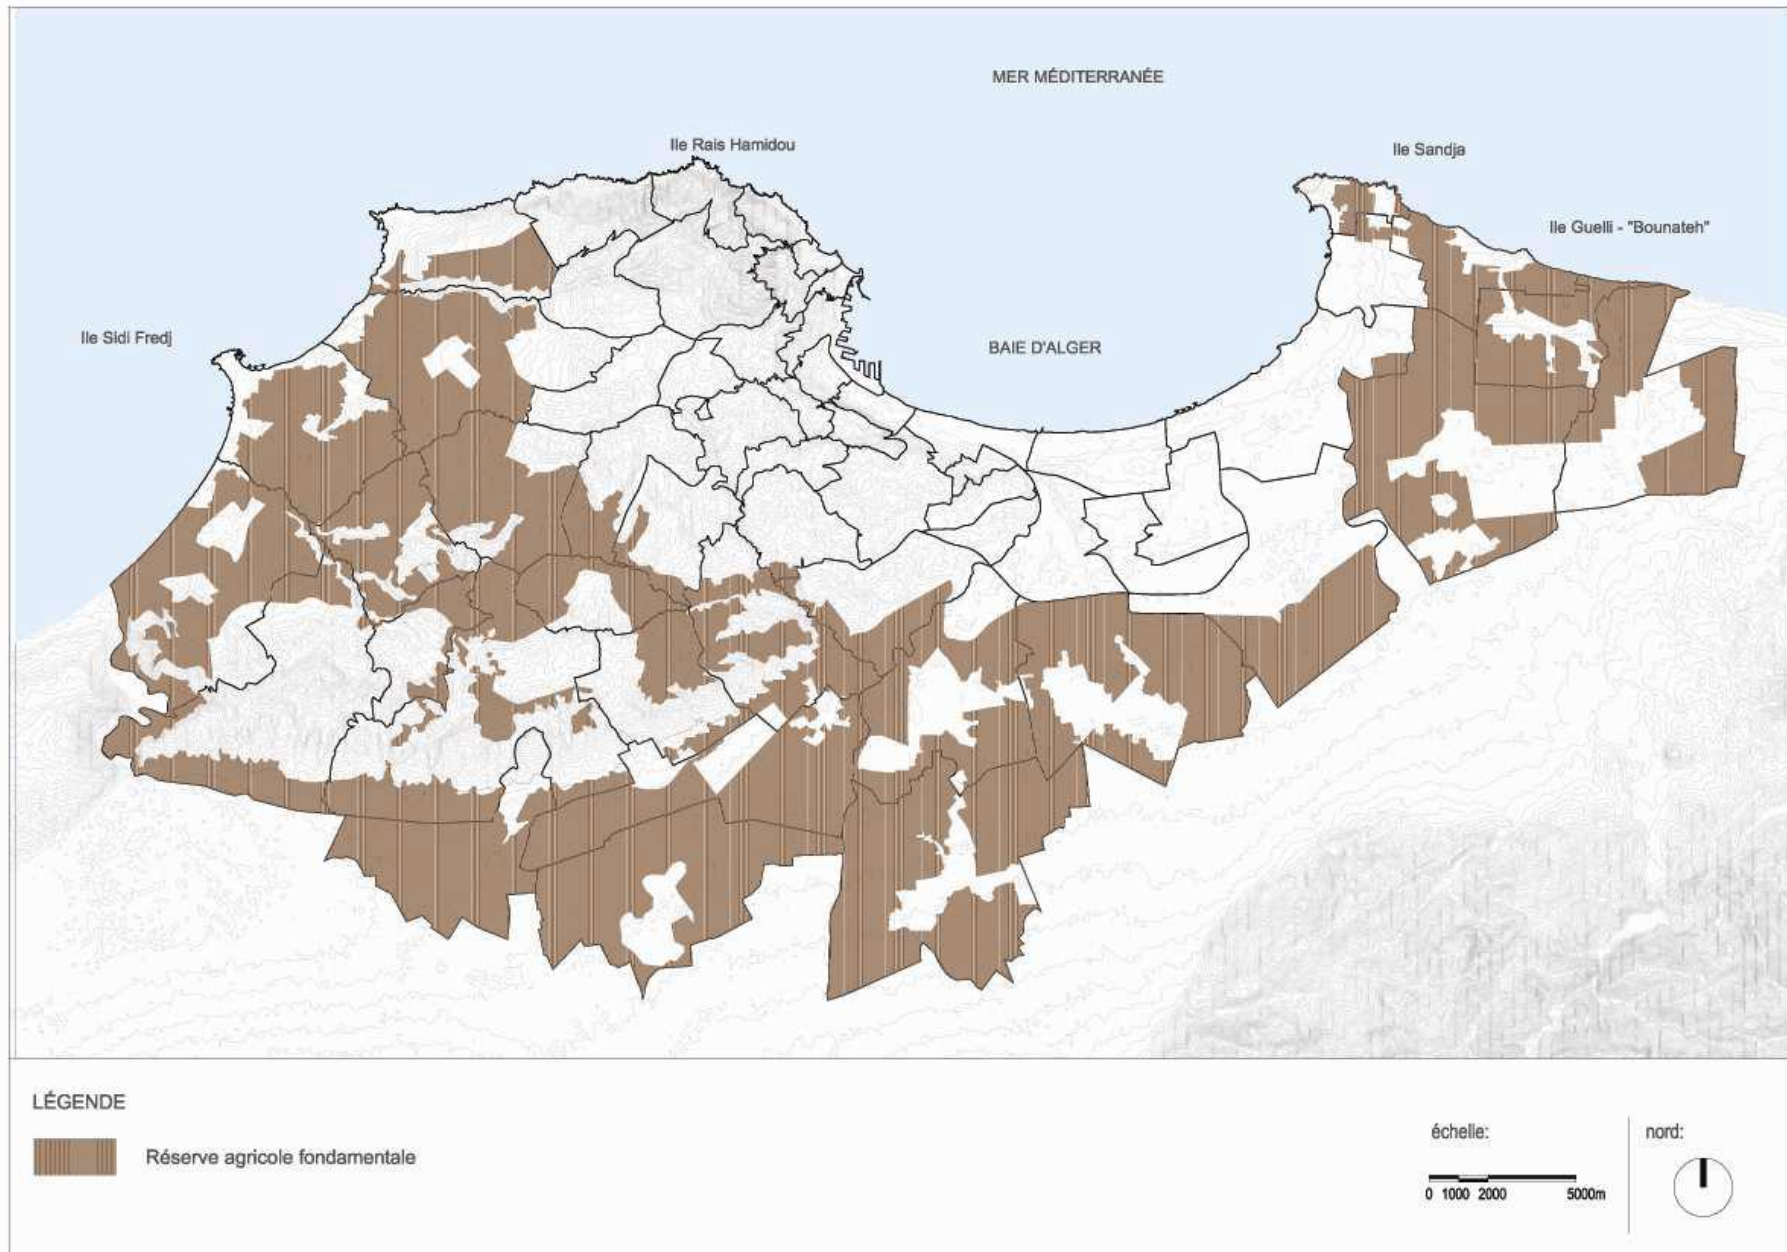 MER MÉDITERRANÉE
Ile Rais Hamidou
Ile Sandja
Ile Guelli - "Bounateh"
Ile Sidi Fredj
BAIE D'ALGER
LÉGENDE
Réserve agricole fondamentale
échelle:
0 1000 2000 5000m
nord: